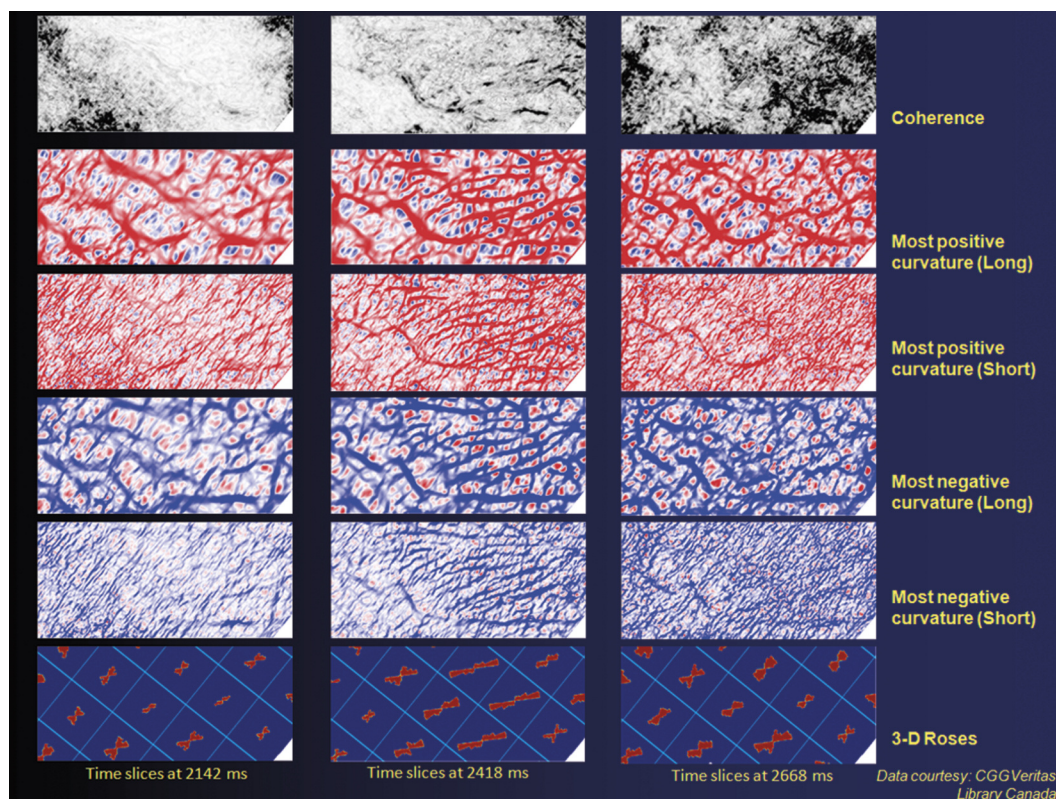 Coherence
Most positive
curvature (Long)
Most positive
curvature (Short)
Most negative
curvature (Long)
Most negative
curvature (Short)
3-D Roses
Time slices at 2142 ms
Time slices at 2418 ms
Time slices at 2668 ms
Data courtesy: CGGVeritas
Library Canada